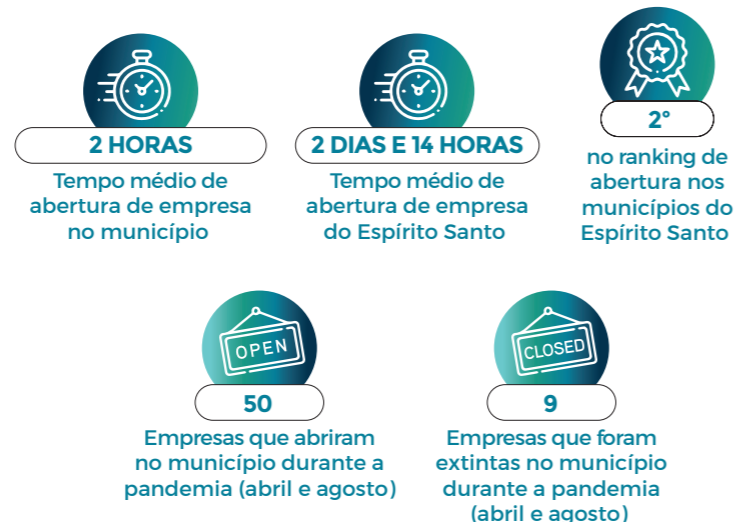 2 HORAS
Tempo médio de
abertura de empresa
no município
2 DIAS E 14 HORAS
Tempo médio de
abertura de empresa
do Espírito Santo
2°
no ranking de
abertura nos
municípios do
Espírito Santo
OPEN
50
Empresas que abriram
no município durante a
pandemia (abril e agosto)
CLOSED
9
Empresas que foram
extintas no município
durante a pandemia
(abril e agosto)